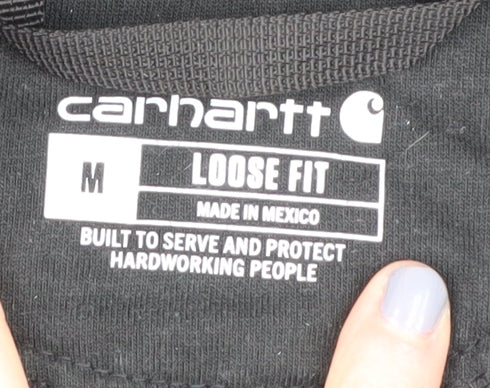 carhartt
M
LOOSE FIT
MADE IN MEXICO
BUILT TO SERVE AND PROTECT
HARDWORKING PEOPLE